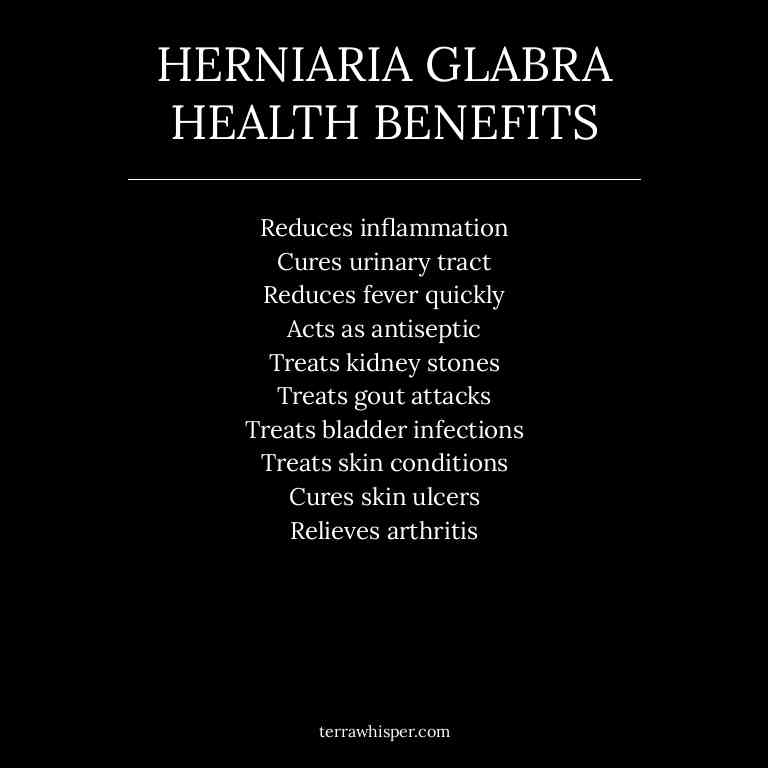 HERNIARIA GLABRA
HEALTH BENEFITS
Reduces inflammation
Cures urinary tract
Reduces fever quickly
Acts as antiseptic
Treats kidney stones
Treats gout attacks
Treats bladder infections
Treats skin conditions
Cures skin ulcers
Relieves arthritis
terrawhisper.com